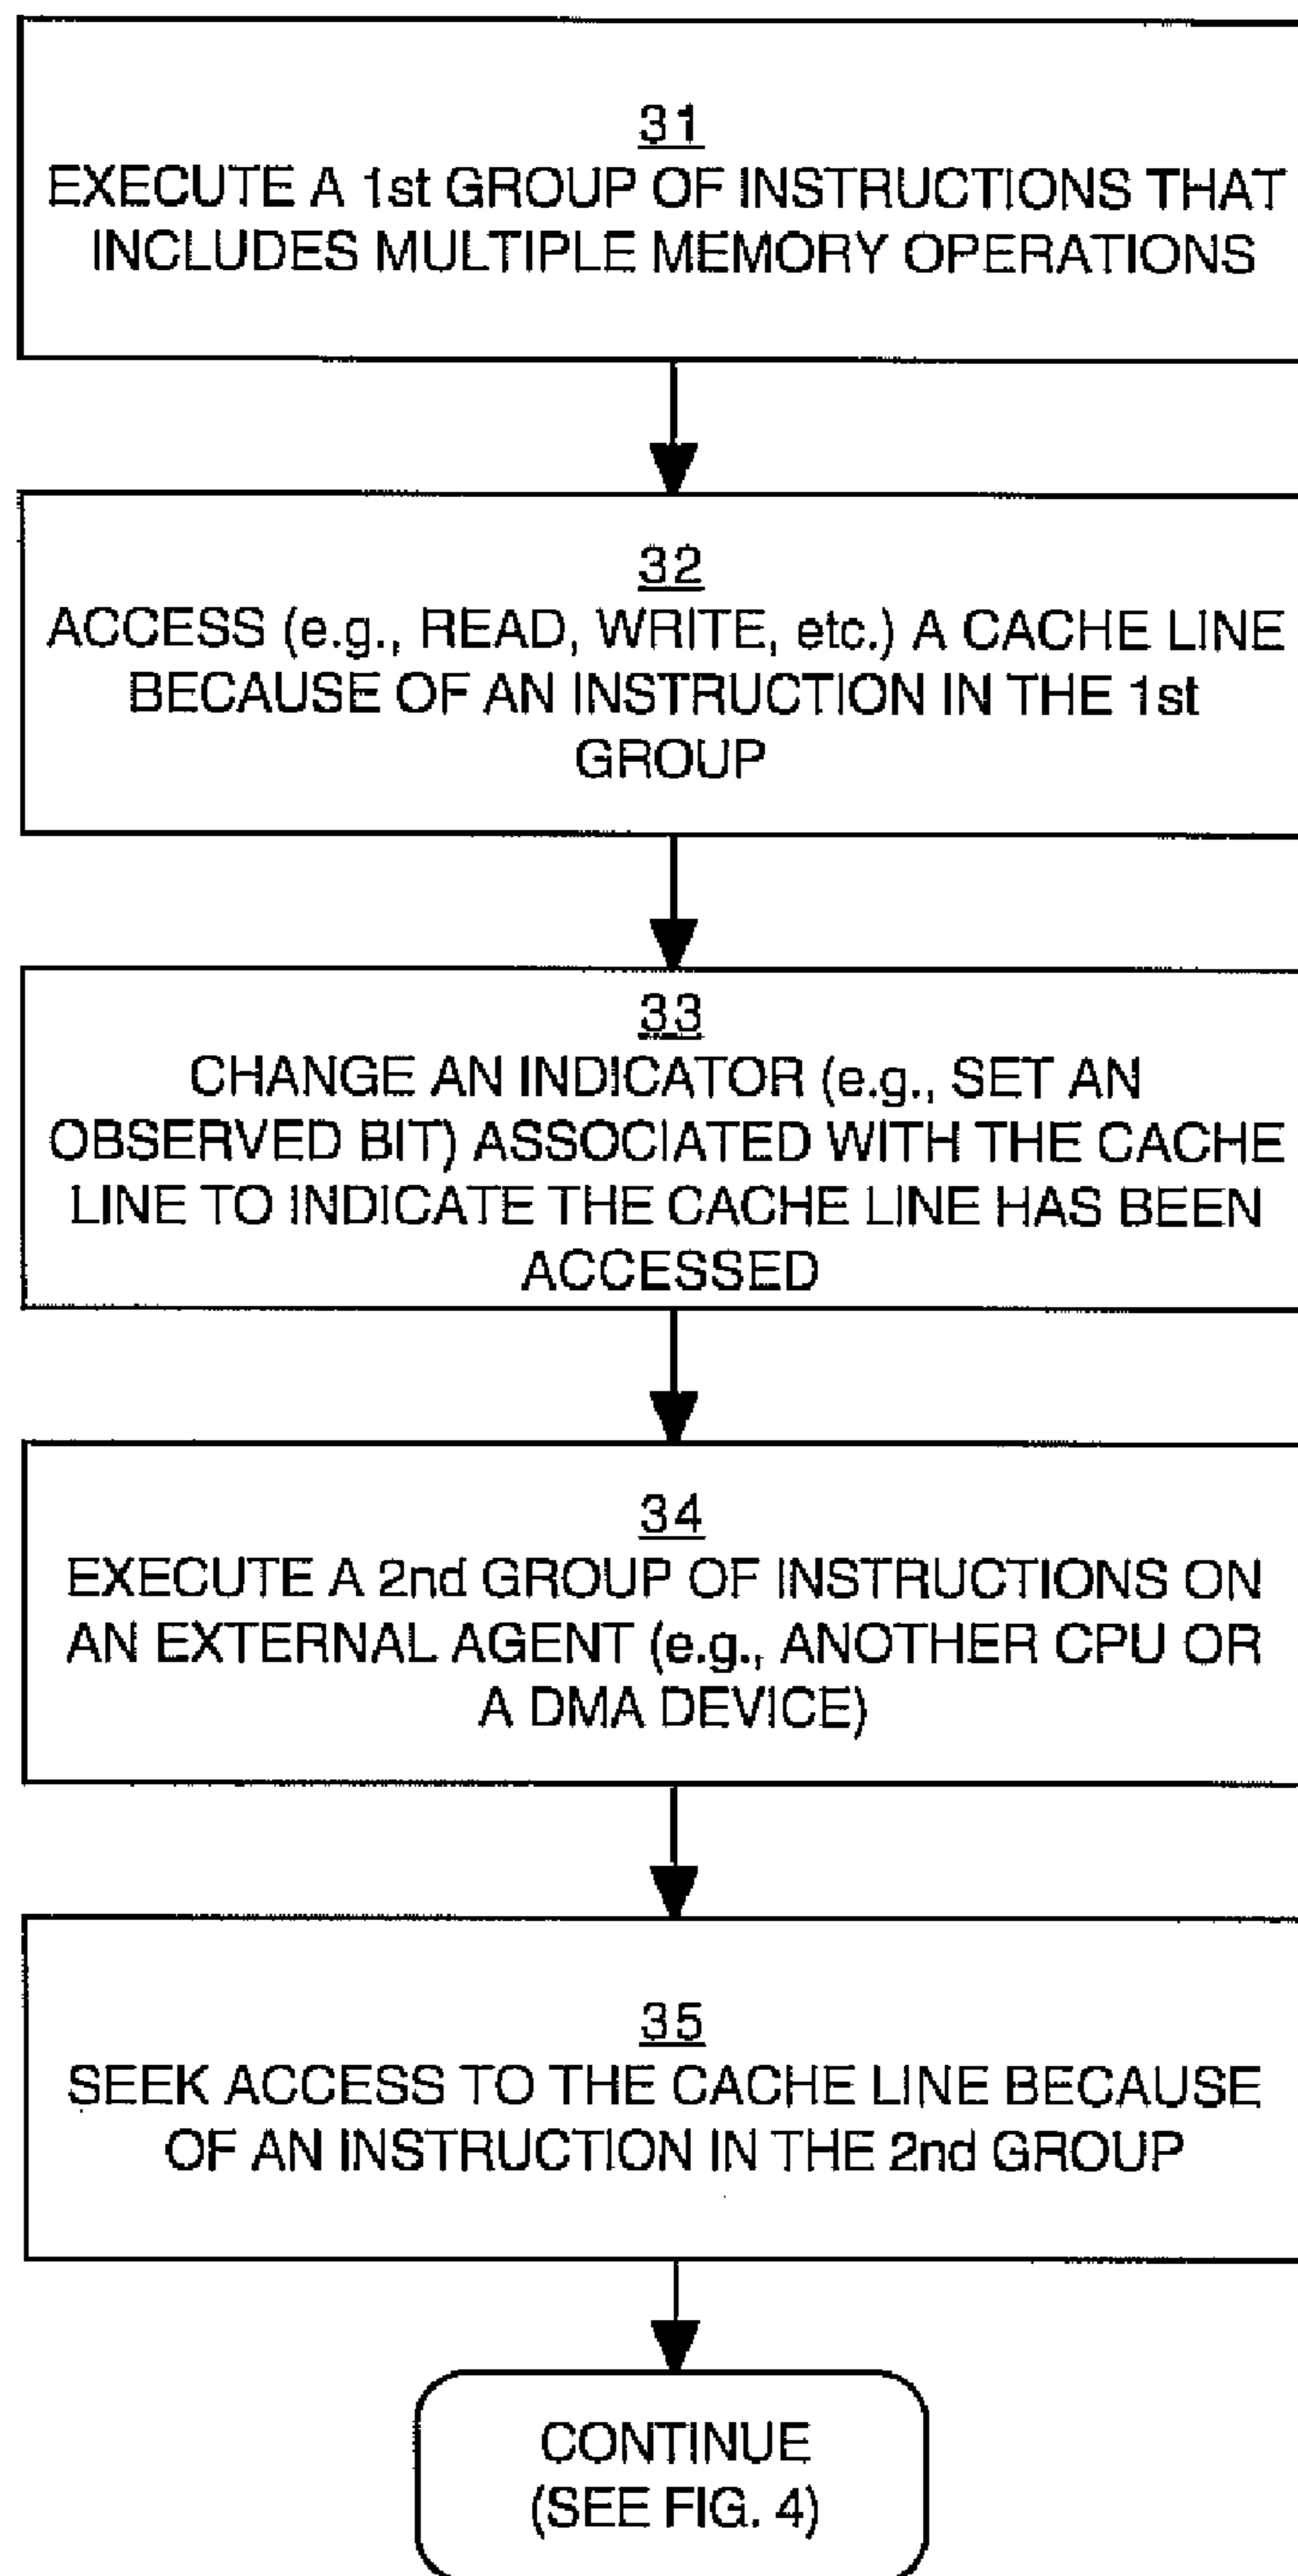 31
EXECUTE A 1st GROUP OF INSTRUCTIONS THAT
INCLUDES MULTIPLE MEMORY OPERATIONS
32
ACCESS (e.g., READ, WRITE, etc.) A CACHE LINE
BECAUSE OF AN INSTRUCTION IN THE 1st
GROUP
33
CHANGE AN INDICATOR (e.g., SET AN
OBSERVED BIT) ASSOCIATED WITH THE CACHE
LINE TO INDICATE THE CACHE LINE HAS BEEN
ACCESSED
34
EXECUTE A 2nd GROUP OF INSTRUCTIONS ON
AN EXTERNAL AGENT (e.g., ANOTHER CPU OR
A DMA DEVICE)
35
SEEK ACCESS TO THE CACHE LINE BECAUSE
OF AN INSTRUCTION IN THE 2nd GROUP
CONTINUE
(SEE FIG. 4)